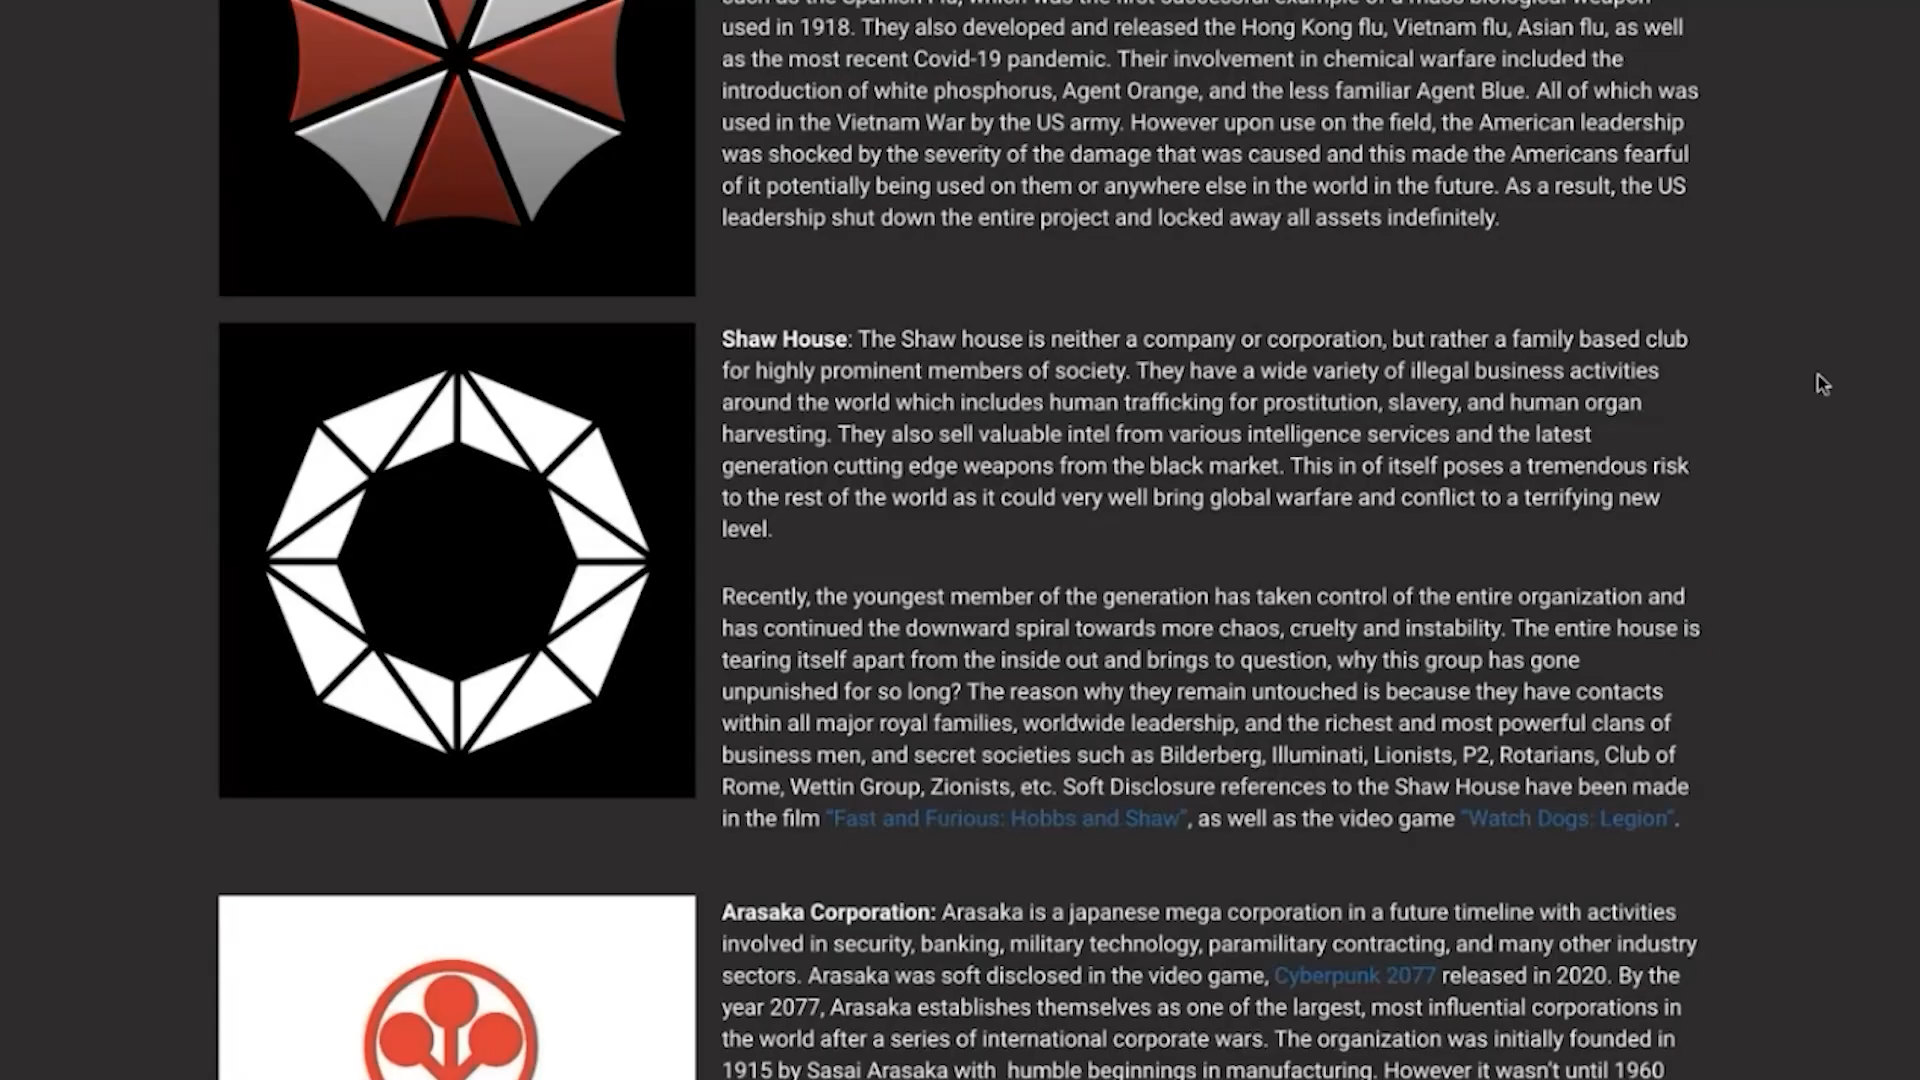 such as the Spanish Flu, which was the first successful example of a mass biological weapon
used in 1918. They also developed and released the Hong Kong flu, Vietnam flu, Asian flu, as well
as the most recent Covid-19 pandemic. Their involvement in chemical warfare included the
introduction of white phosphorus, Agent Orange, and the less familiar Agent Blue. All of which was
used in the Vietnam War by the US army. However upon use on the field, the American leadership
was shocked by the severity of the damage that was caused and this made the Americans fearful
of it potentially being used on them or anywhere else in the world in the future. As a result, the US
leadership shut down the entire project and locked away all assets indefinitely.
Shaw House: The Shaw house is neither a company or corporation, but rather a family based club
for highly prominent members of society. They have a wide variety of illegal business activities
around the world which includes human trafficking for prostitution, slavery, and human organ
harvesting. They also sell valuable intel from various intelligence services and the latest
generation cutting edge weapons from the black market. This in of itself poses a tremendous risk
to the rest of the world as it could very well bring global warfare and conflict to a terrifying new
level.
Recently, the youngest member of the generation has taken control of the entire organization and
has continued the downward spiral towards more chaos, cruelty and instability. The entire house is
tearing itself apart from the inside out and brings to question, why this group has gone
unpunished for so long? The reason why they remain untouched is because they have contacts
within all major royal families, worldwide leadership, and the richest and most powerful clans of
business men, and secret societies such as Bilderberg, Illuminati, Lionists, P2, Rotarians, Club of
Rome, Wettin Group, Zionists, etc. Soft Disclosure references to the Shaw House have been made
in the film "Fast and Furious: Hobbs and Shaw", as well as the video game "Watch Dogs: Legion".
Arasaka Corporation: Arasaka is a japanese mega corporation in a future timeline with activities
involved in security, banking, military technology, paramilitary contracting, and many other industry
sectors. Arasaka was soft disclosed in the video game, Cyberpunk 2077 released in 2020. By the
year 2077, Arasaka establishes themselves as one of the largest, most influential corporations in
the world after a series of international corporate wars. The organization was initially founded in
1915 by Sasai Arasaka with humble beginnings in manufacturing. However it wasn't until 1960